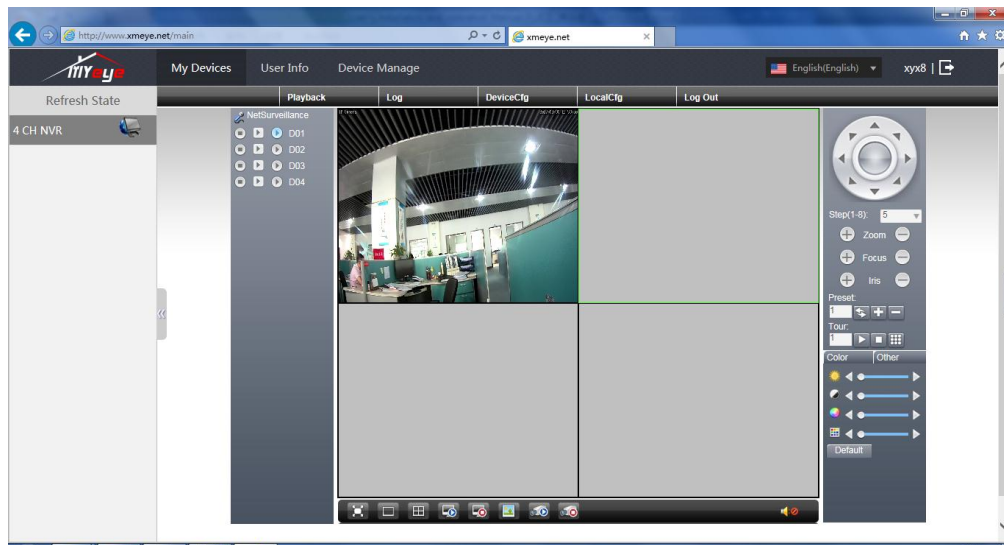 http://www.xmeye.net/main
xmeye.net
MYeye
My Devices
User Info
Device Manage
English(English)
xyx8 |
Refresh State
Playback
Log
DeviceCfg
LocalCfg
Log Out
4 CH NVR
NetSurveillance
D01
D02
D03
D04
Step(1-8): 5
Zoom
Focus
Iris
Preset:
1
Tour:
1
Color
Other
Default